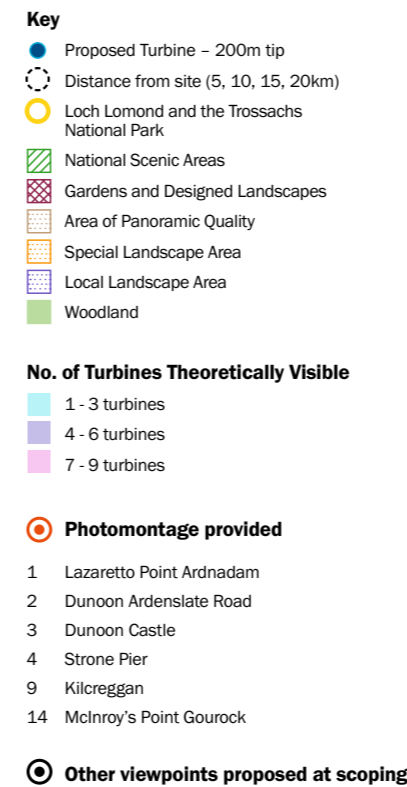 Key
Proposed Turbine – 200m tip
Distance from site (5, 10, 15, 20km)
Loch Lomond and the Trossachs
National Park
National Scenic Areas
Gardens and Designed Landscapes
Area of Panoramic Quality
Special Landscape Area
Local Landscape Area
Woodland
No. of Turbines Theoretically Visible
1 - 3 turbines
4 - 6 turbines
7 - 9 turbines
Photomontage provided
1 Lazaretto Point Ardnadam
2 Dunoon Ardenslate Road
3 Dunoon Castle
4 Strone Pier
9 Kilcreggan
14 McInroy's Point Gourock
Other viewpoints proposed at scoping